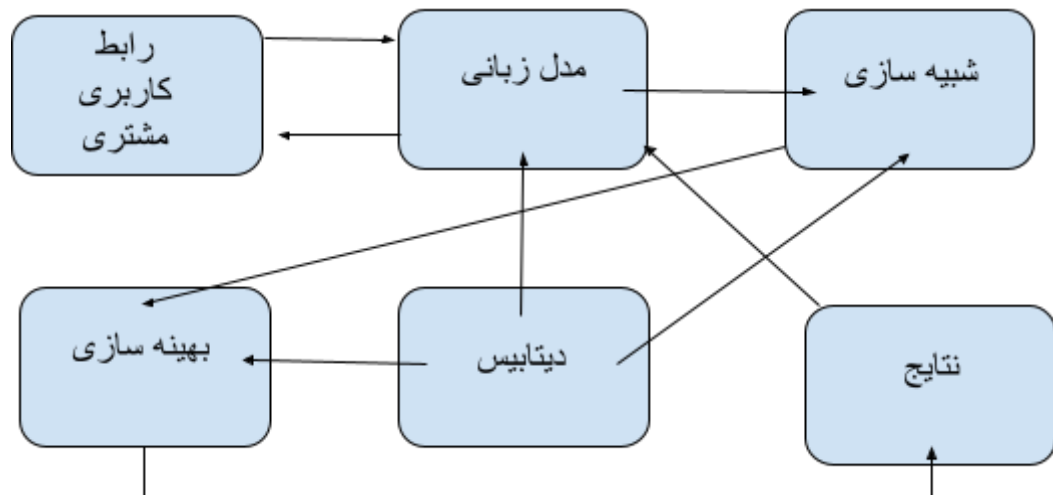 رابط
کاربری
مشتری
مدل زبانی
شبیه سازی
بهینه سازی
دیتابیس
نتایج